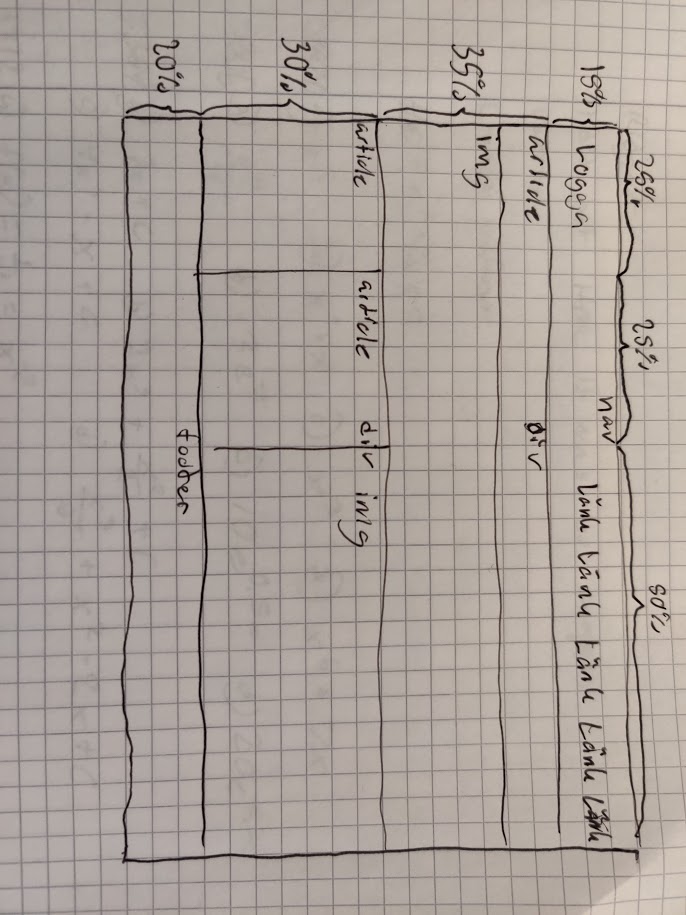 25% 25% 50%
nav
15% Logga Länk Länk Länk Länk Länk
article div
35% img
article article div img
30%
footer
20%